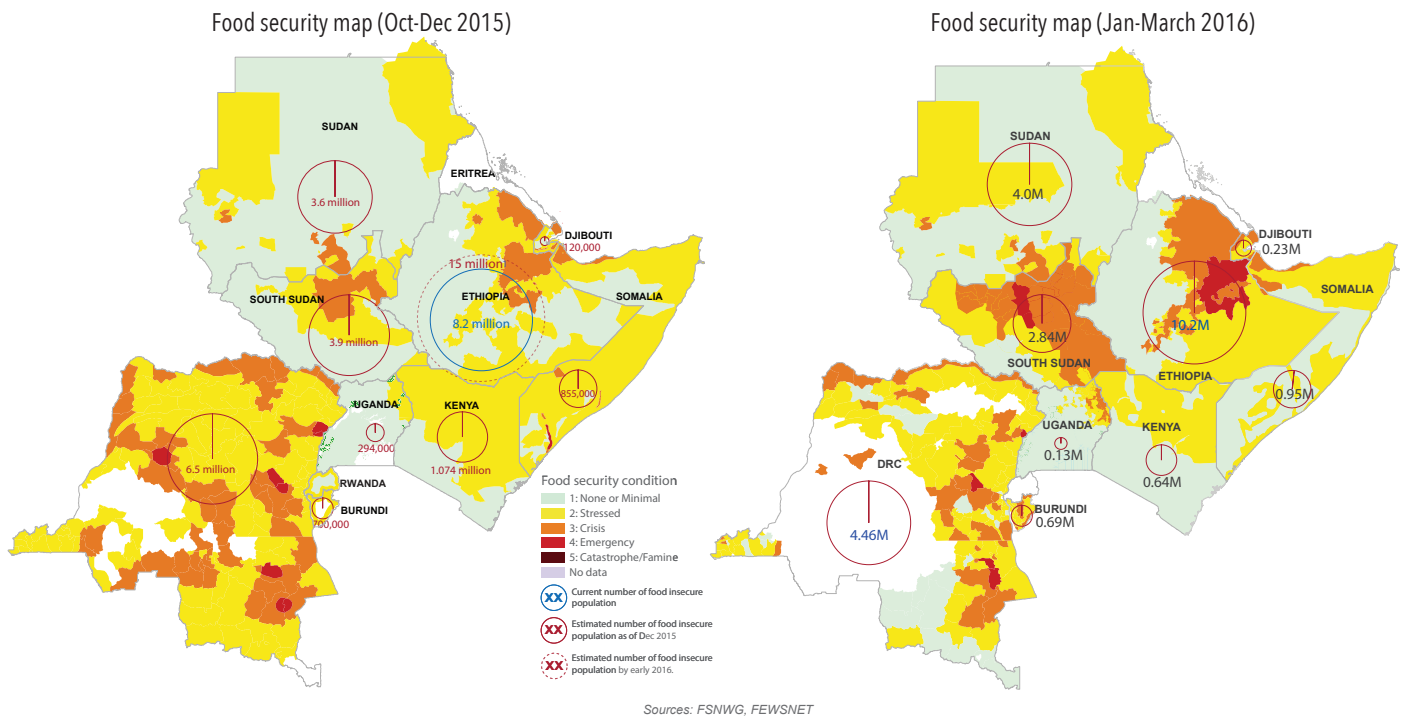 Food security map (Oct-Dec 2015)
SUDAN
3.6 million
ERITREA
DJIBOUTI
120,000
15 million
SOUTH SUDAN
ETHIOPIA
SOMALIA
8.2 million
3.9 million
855,000
UGANDA
KENYA
294,000
6.5 million
1.074 million
RWANDA
BURUNDI
700,000
Food security condition
1: None or Minimal
2: Stressed
3: Crisis
4: Emergency
5: Catastrophe/Famine
No data
XX Current number of food insecure
population
XX Estimated number of food insecure
population as of Dec 2015
XX Estimated number of food insecure
population by early 2016.
Food security map (Jan-March 2016)
SUDAN
4.0M
DJIBOUTI
0.23M
SOMALIA
10.2M
2.84M
SOUTH SUDAN
ETHIOPIA
0.95M
UGANDA
KENYA
0.13M
DRC
0.64M
BURUNDI
0.69M
4.46M
Sources: FSNWG, FEWSNET